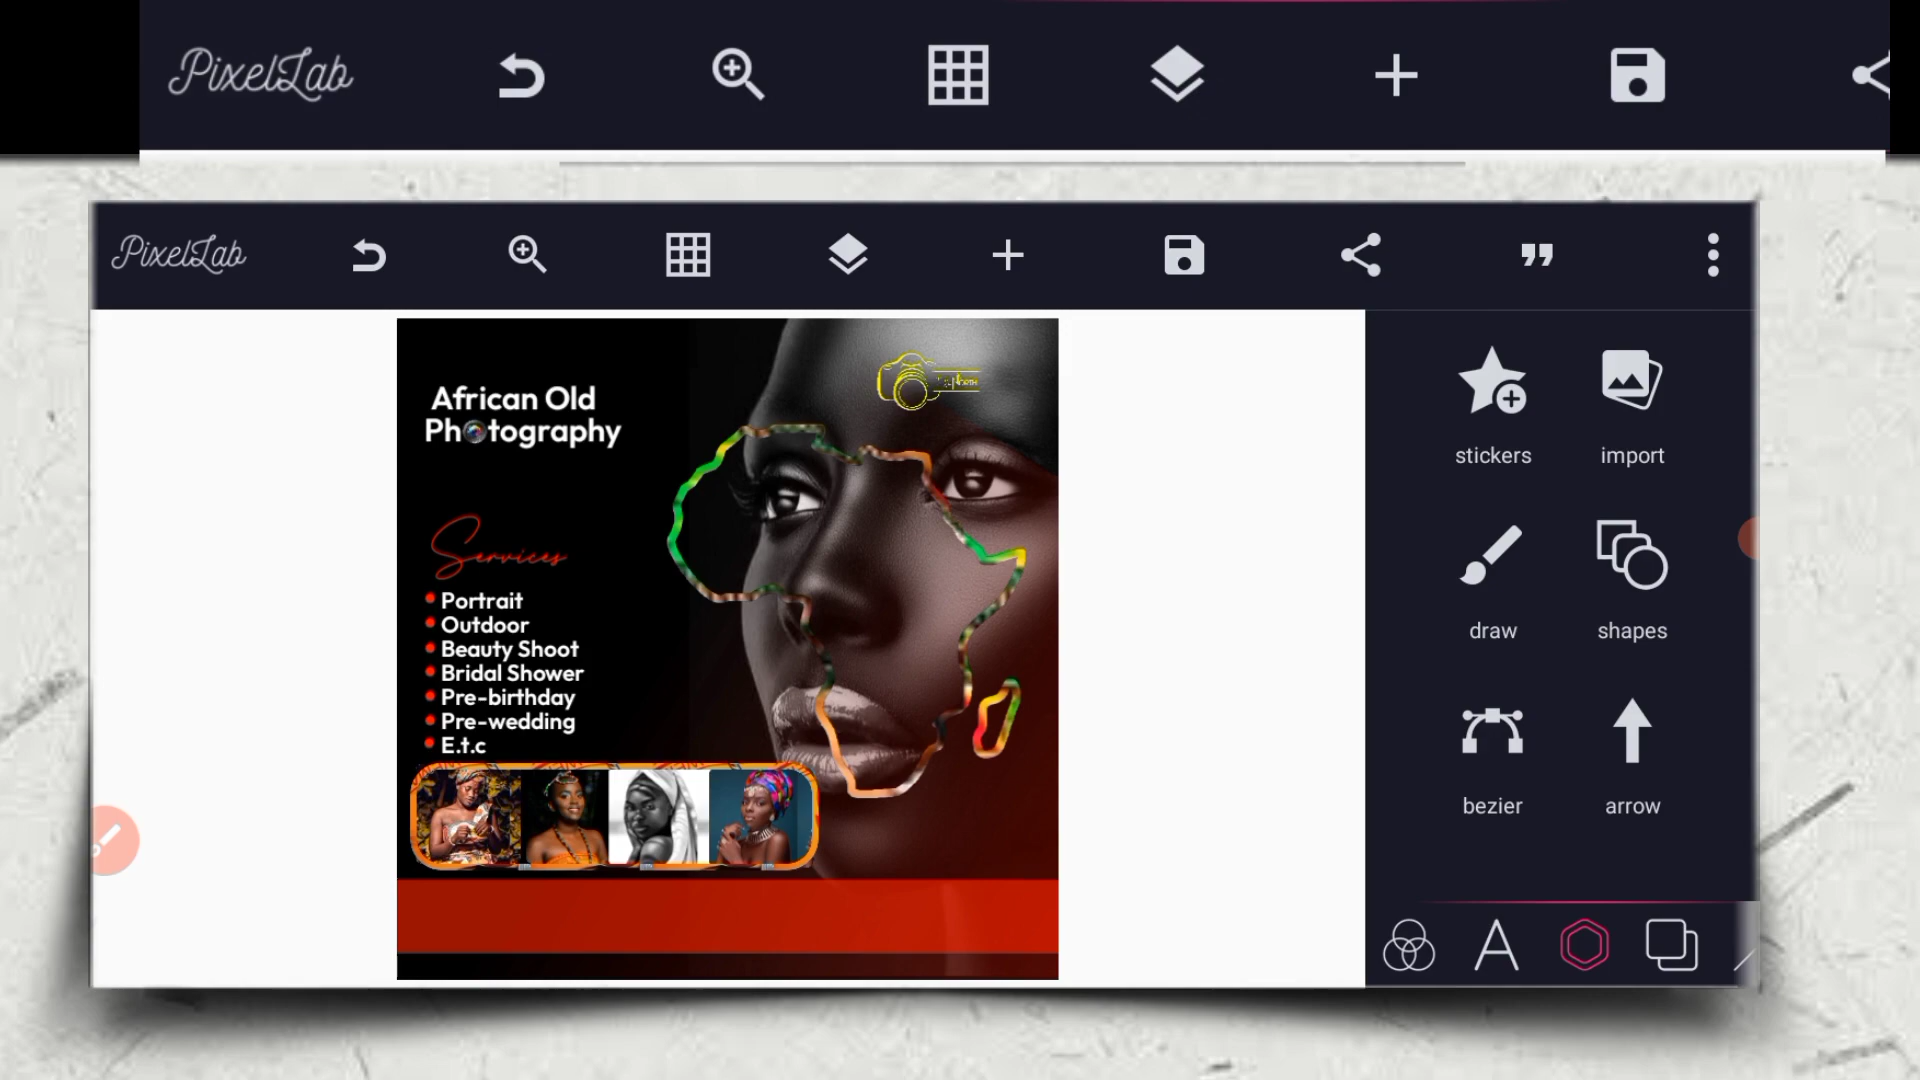 PixelLab
PixelLab
African Old
Photography
Services
Portrait
Outdoor
Beauty Shoot
Bridal Shower
Pre-birthday
Pre-wedding
E.t.c
stickers
import
draw
shapes
bezier
arrow